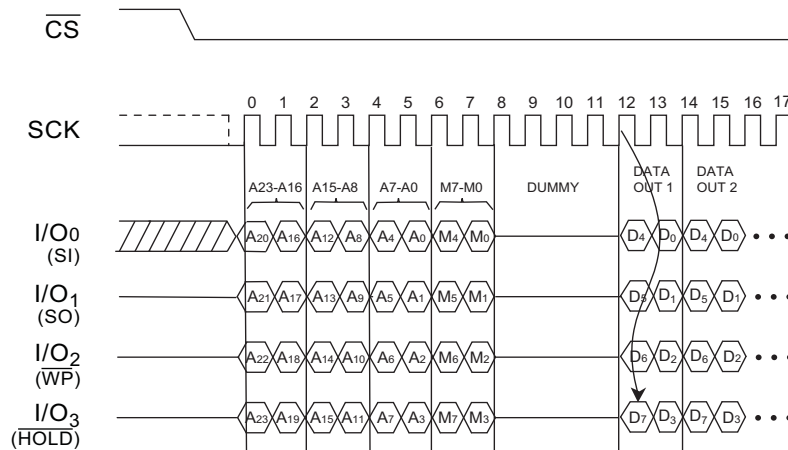 CS
0 1 2 3 4 5 6 7 8 9 10 11 12 13 14 15 16 17
SCK
A23-A16 A15-A8 A7-A0 M7-M0 DUMMY DATA OUT 1 DATA OUT 2
I/O0 (SI) A20 A16 A12 A8 A4 A0 M4 M0 D4 D0 D4 D0 • • •
I/O1 (SO) A21 A17 A13 A9 A5 A1 M5 M1 D5 D1 D5 D1 • • •
I/O2 (WP) A22 A18 A14 A10 A6 A2 M6 M2 D6 D2 D6 D2 • • •
I/O3 (HOLD) A23 A19 A15 A11 A7 A3 M7 M3 D7 D3 D7 D3 • • •